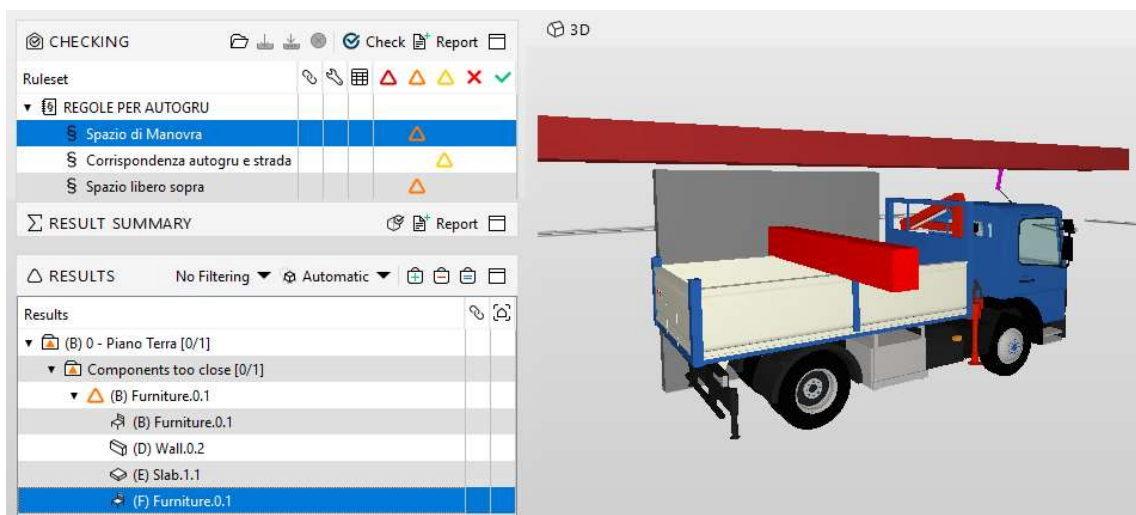 CHECKING Check Report
3D
Ruleset
REGOLE PER AUTOGRU
§ Spazio di Manovra
§ Corrispondenza autogru e strada
§ Spazio libero sopra
RESULT SUMMARY Report
RESULTS No Filtering Automatic
Results
(B) 0 - Piano Terra [0/1]
Components too close [0/1]
(B) Furniture.0.1
(B) Furniture.0.1
(D) Wall.0.2
(E) Slab.1.1
(F) Furniture.0.1